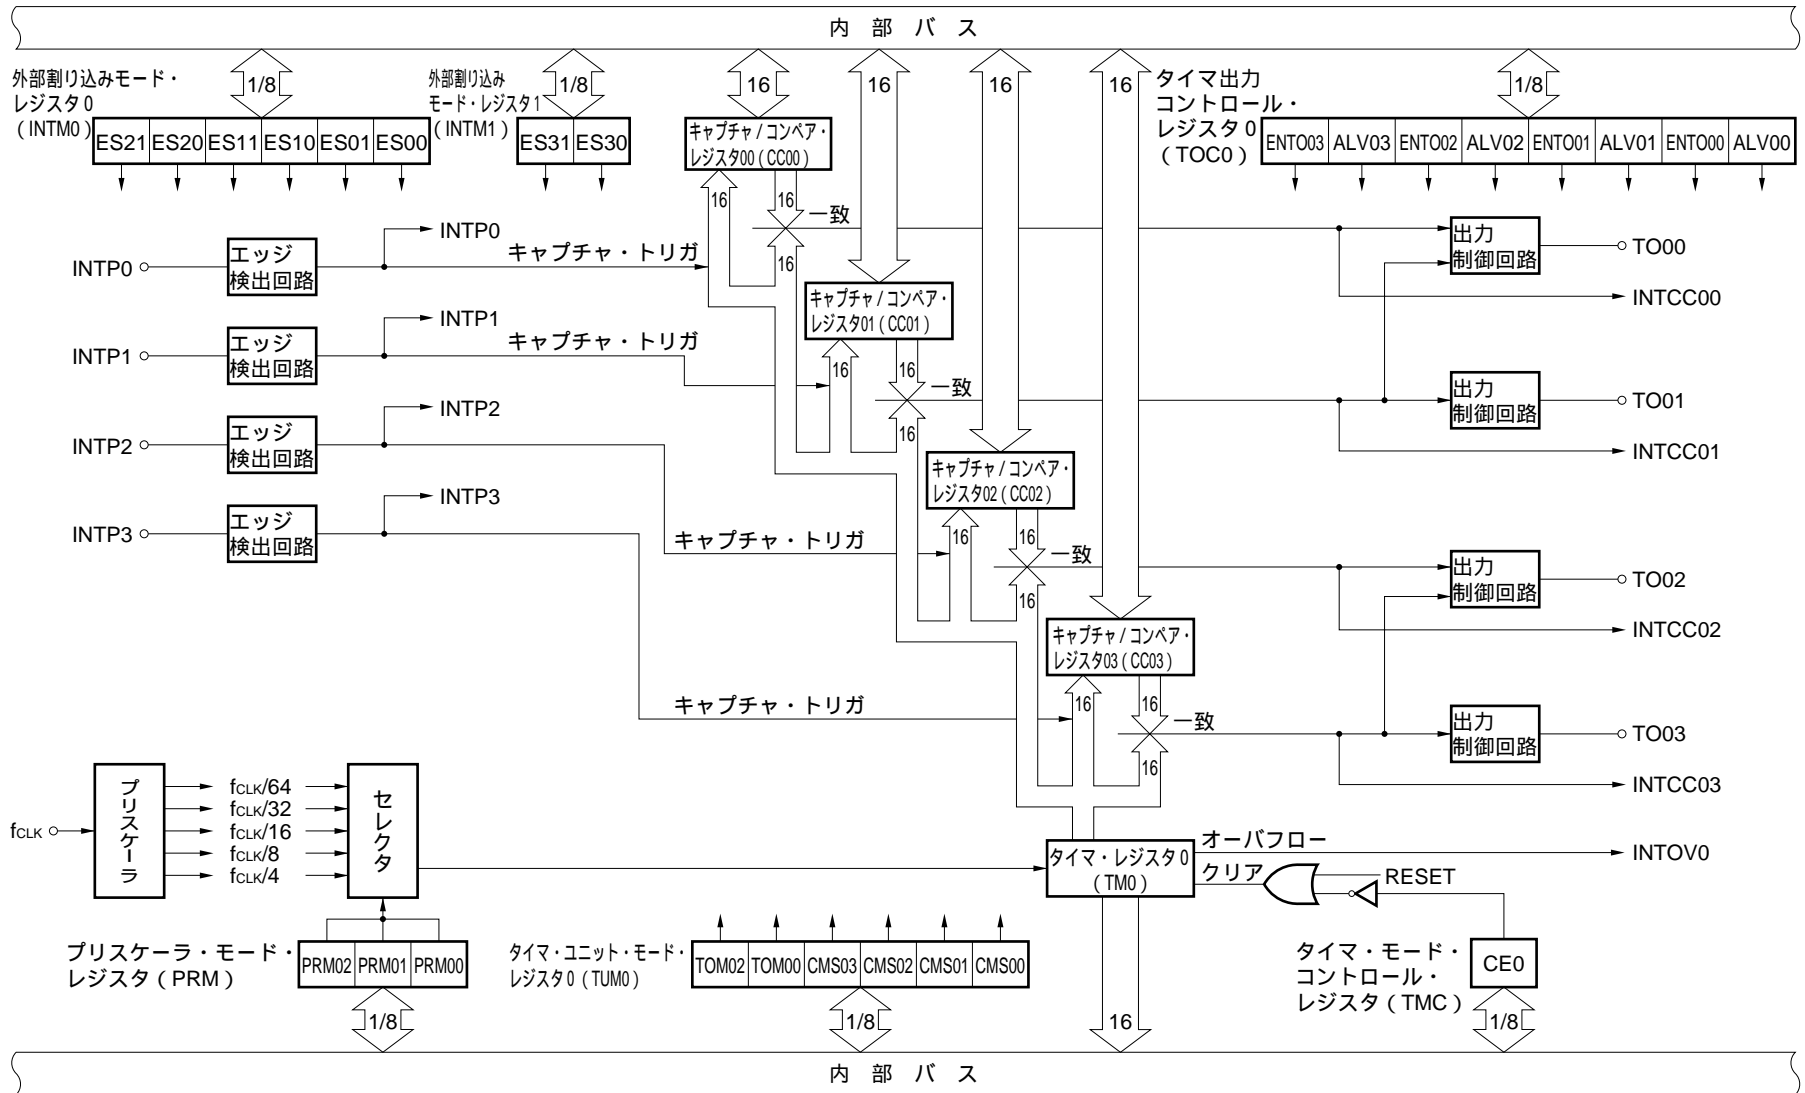 内 部 バ ス
外部割り込みモード・
レジスタ0
(INTM0)
1/8
ES21 ES20 ES11 ES10 ES01 ES00
外部割り込み
モード・レジスタ1
(INTM1)
1/8
ES31 ES30
16
16
16
16
タイマ出力
コントロール・
レジスタ0
(TOC0)
1/8
ENTO03 ALV03 ENTO02 ALV02 ENTO01 ALV01 ENTO00 ALV00
キャプチャ/コンペア・
レジスタ00(CC00)
16
16
一致
16
INTP0
エッジ
検出回路
INTP0
キャプチャ・トリガ
出力
制御回路
TO00
INTCC00
キャプチャ/コンペア・
レジスタ01(CC01)
INTP1
エッジ
検出回路
INTP1
キャプチャ・トリガ
16
16
一致
16
出力
制御回路
TO01
INTCC01
INTP2
エッジ
検出回路
INTP2
キャプチャ/コンペア・
レジスタ02(CC02)
INTP3
エッジ
検出回路
INTP3
キャプチャ・トリガ
16
16
一致
16
出力
制御回路
TO02
INTCC02
キャプチャ/コンペア・
レジスタ03(CC03)
キャプチャ・トリガ
16
16
一致
16
出力
制御回路
TO03
INTCC03
fCLK
プリスケーラ
fCLK/64
fCLK/32
fCLK/16
fCLK/8
fCLK/4
セレクタ
タイマ・レジスタ0
(TM0)
オーバフロー
INTOV0
クリア
RESET
プリスケーラ・モード・
レジスタ(PRM)
PRM02 PRM01 PRM00
1/8
タイマ・ユニット・モード・
レジスタ0(TUM0)
TOM02 TOM00 CMS03 CMS02 CMS01 CMS00
1/8
16
タイマ・モード・
コントロール・
レジスタ(TMC)
CE0
1/8
内 部 バ ス